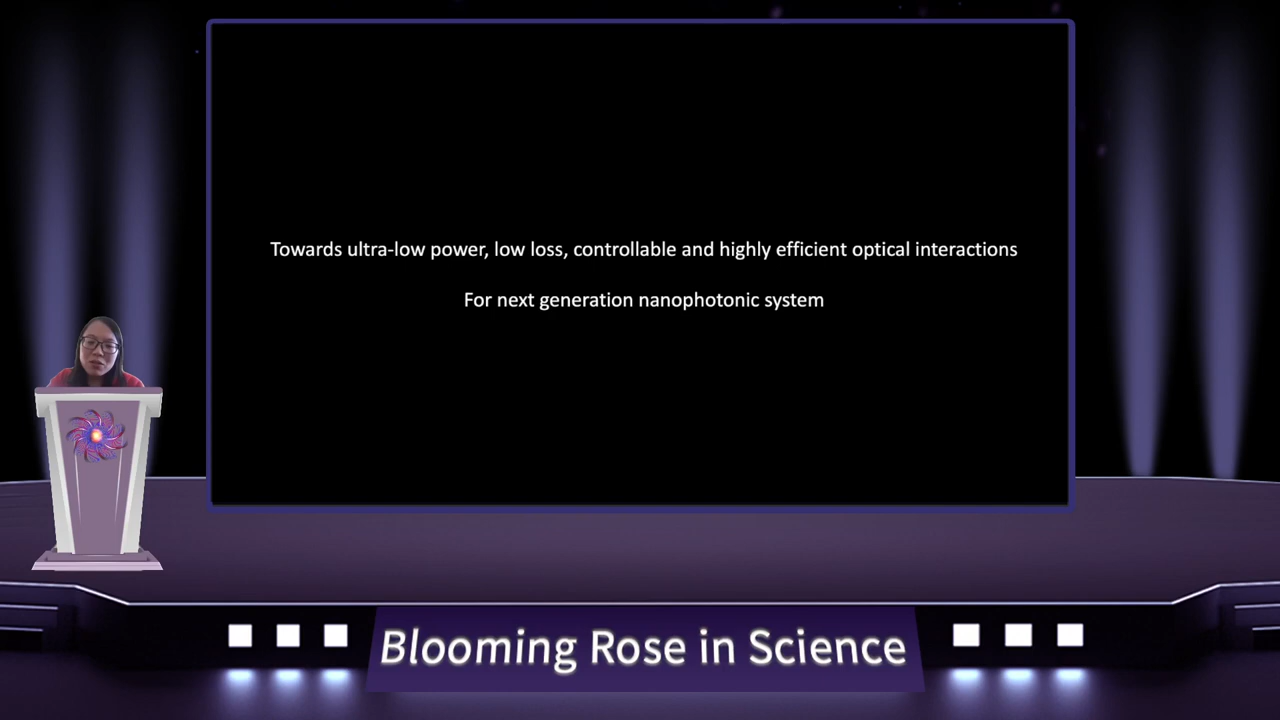 Towards ultra-low power, low loss, controllable and highly efficient optical interactions
For next generation nanophotonic system
Blooming Rose in Science